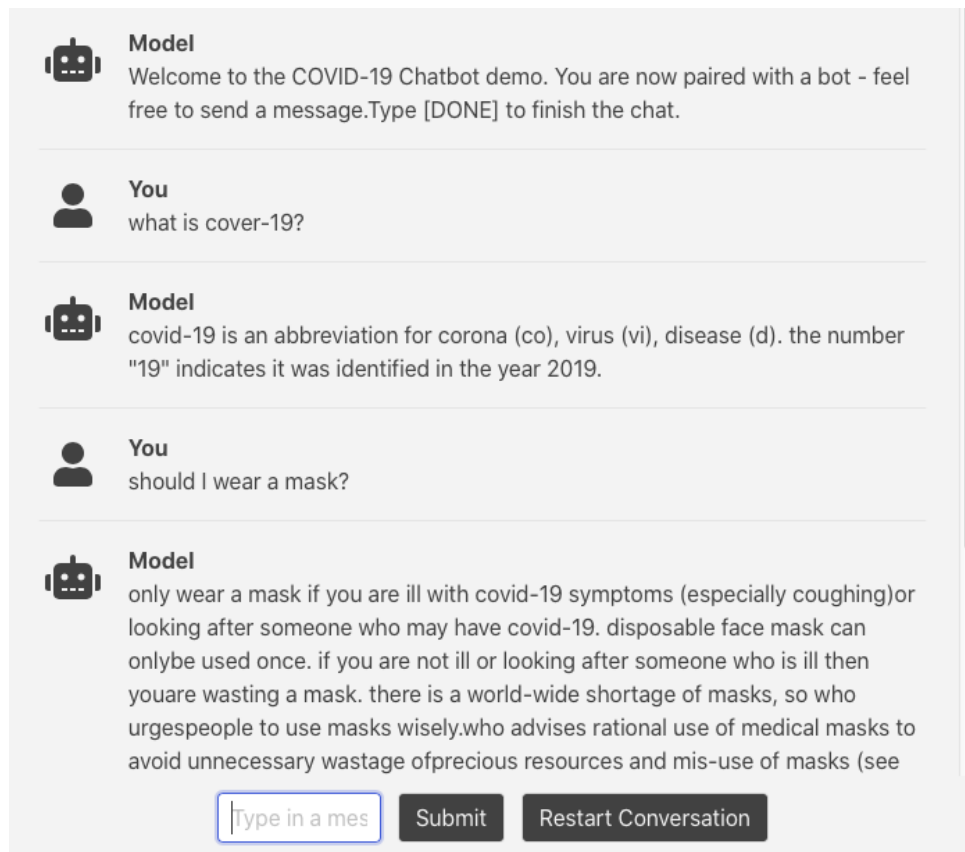 Model
Welcome to the COVID-19 Chatbot demo. You are now paired with a bot - feel
free to send a message.Type [DONE] to finish the chat.
You
what is cover-19?
Model
covid-19 is an abbreviation for corona (co), virus (vi), disease (d). the number
"19" indicates it was identified in the year 2019.
You
should I wear a mask?
Model
only wear a mask if you are ill with covid-19 symptoms (especially coughing)or
looking after someone who may have covid-19. disposable face mask can
onlybe used once. if you are not ill or looking after someone who is ill then
youare wasting a mask. there is a world-wide shortage of masks, so who
urgespeople to use masks wisely.who advises rational use of medical masks to
avoid unnecessary wastage ofprecious resources and mis-use of masks (see
Type in a mes Submit Restart Conversation